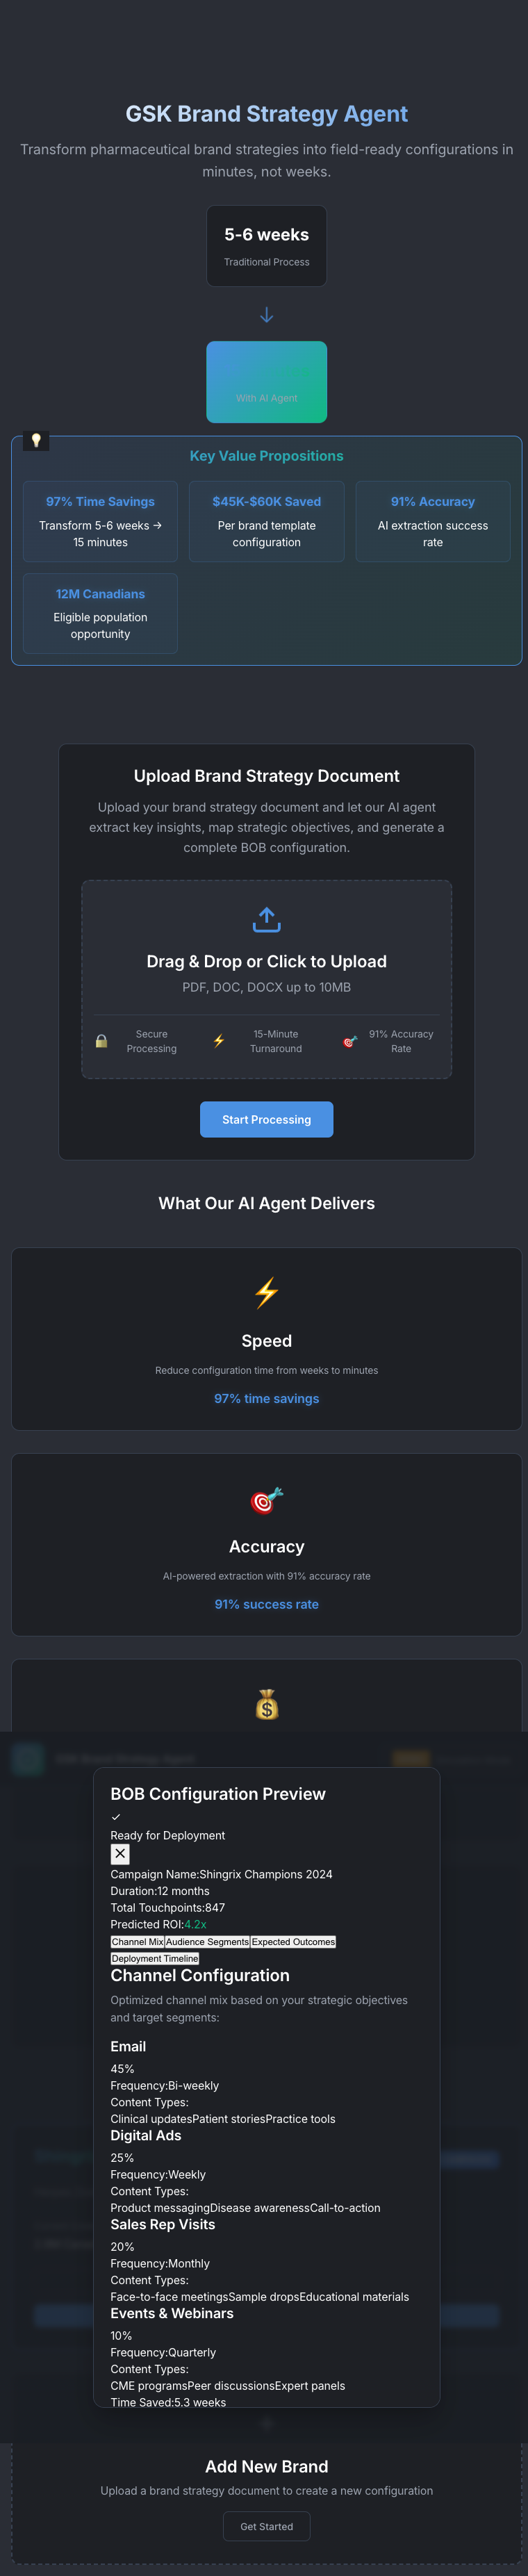 GSK Brand Strategy Agent
Transform pharmaceutical brand strategies into field-ready configurations in
minutes, not weeks.
5-6 weeks
Traditional Process
↓
With AI Agent
Key Value Propositions
97% Time Savings
Transform 5-6 weeks →
15 minutes
$45K-$60K Saved
Per brand template
configuration
91% Accuracy
AI extraction success
rate
12M Canadians
Eligible population
opportunity
Upload Brand Strategy Document
Upload your brand strategy document and let our AI agent
extract key insights, map strategic objectives, and generate a
complete BOB configuration.
Drag & Drop or Click to Upload
PDF, DOC, DOCX up to 10MB
Secure
Processing
15-Minute
Turnaround
91% Accuracy
Rate
Start Processing
What Our AI Agent Delivers
Speed
Reduce configuration time from weeks to minutes
97% time savings
Accuracy
AI-powered extraction with 91% accuracy rate
91% success rate
BOB Configuration Preview
✓
Ready for Deployment
Campaign Name:Shingrix Champions 2024
Duration:12 months
Total Touchpoints:847
Predicted ROI:4.2x
Channel Mix Audience Segments Expected Outcomes
Deployment Timeline
Channel Configuration
Optimized channel mix based on your strategic objectives
and target segments:
Email
45%
Frequency:Bi-weekly
Content Types:
Clinical updatesPatient storiesPractice tools
Digital Ads
25%
Frequency:Weekly
Content Types:
Product messagingDisease awarenessCall-to-action
Sales Rep Visits
20%
Frequency:Monthly
Content Types:
Face-to-face meetingsSample dropsEducational materials
Events & Webinars
10%
Frequency:Quarterly
Content Types:
CME programsPeer discussionsExpert panels
Time Saved:5.3 weeks
Add New Brand
Upload a brand strategy document to create a new configuration
Get Started